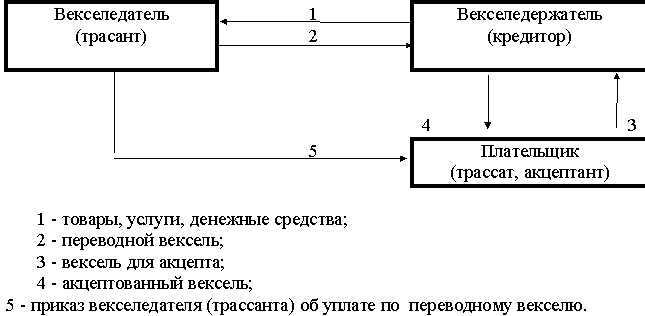 Векселедатель
(трасант)
1
2
Векселедержатель
(кредитор)
4
3
5
Плательщик
(трассат, акцептант)
1 - товары, услуги, денежные средства;
2 - переводной вексель;
3 - вексель для акцепта;
4 - акцептованный вексель;
5 - приказ векселедателя (трассанта) об уплате по переводному векселю.